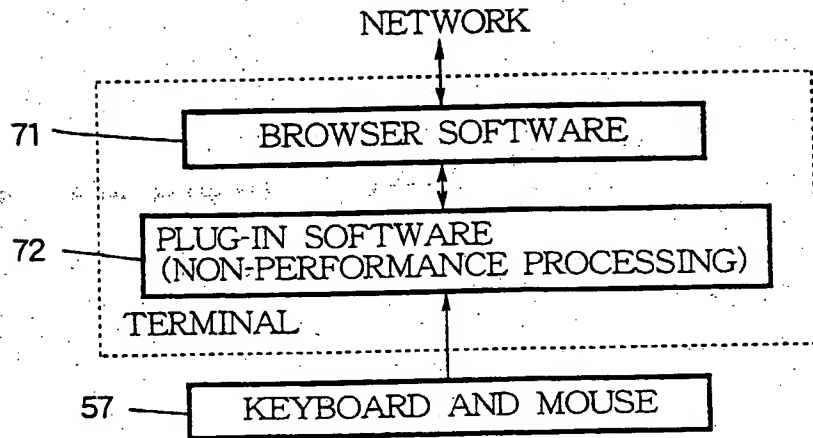 NETWORK
71
BROWSER SOFTWARE
72
PLUG-IN SOFTWARE
(NON-PERFORMANCE PROCESSING)
TERMINAL
57
KEYBOARD AND MOUSE